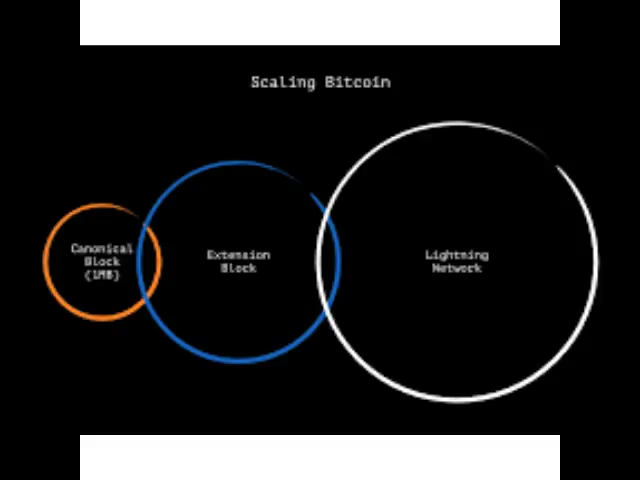 Scaling Bitcoin
Canonical
Block
(1MB)
Extension
Block
Lightning
Network